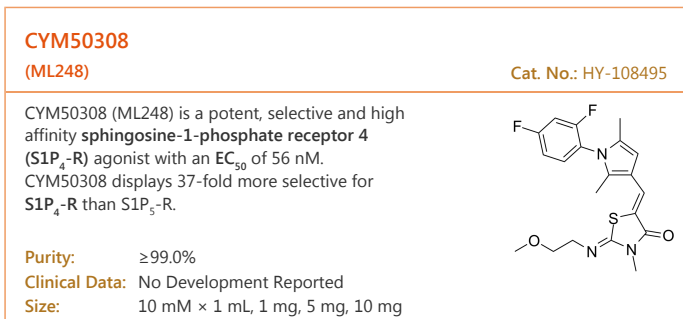 CYM50308
(ML248)
Cat. No.: HY-108495
CYM50308 (ML248) is a potent, selective and high
affinity sphingosine-1-phosphate receptor 4
(S1P₄-R) agonist with an EC₅₀ of 56 nM.
CYM50308 displays 37-fold more selective for
S1P₄-R than S1P₅-R.
Purity: ≥99.0%
Clinical Data: No Development Reported
Size: 10 mM × 1 mL, 1 mg, 5 mg, 10 mg
F
F
N
S
O
N
O
N